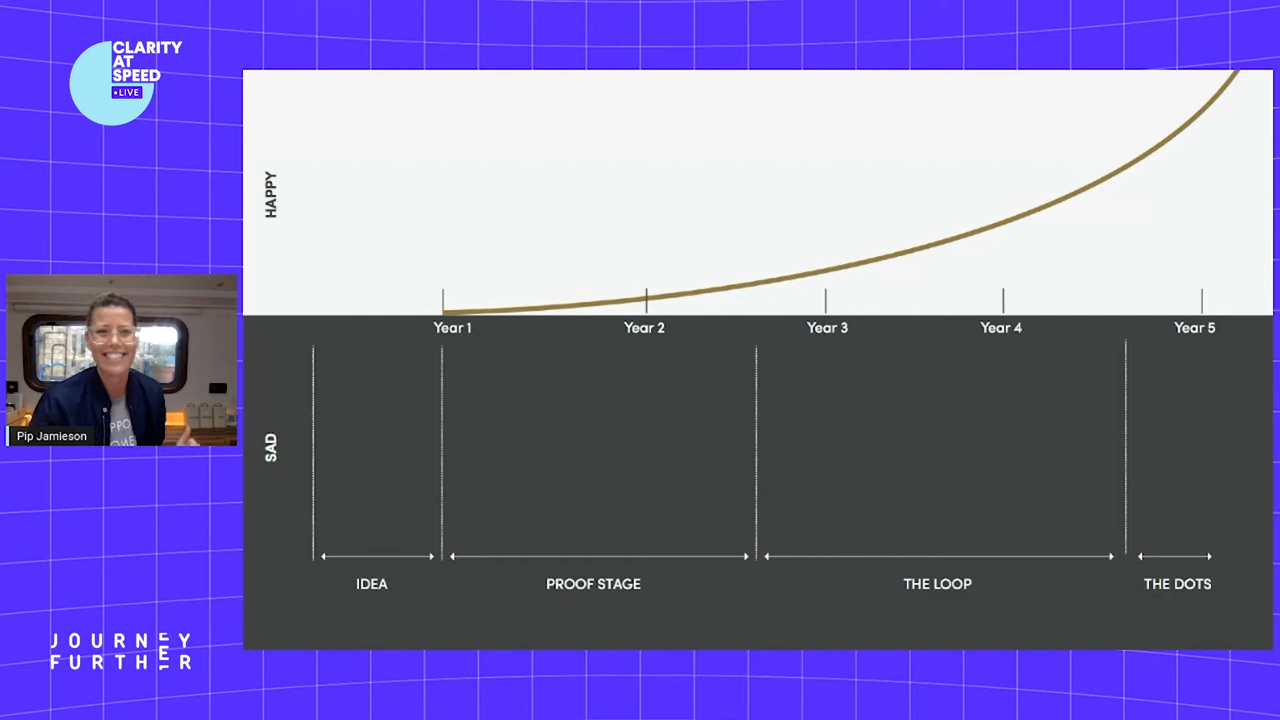 CLARITY
AT
SPEED
• LIVE
HAPPY
Year 1
Year 2
Year 3
Year 4
Year 5
SAD
IDEA
PROOF STAGE
THE LOOP
THE DOTS
Pip Jamieson
JOURNEY
FURTHER